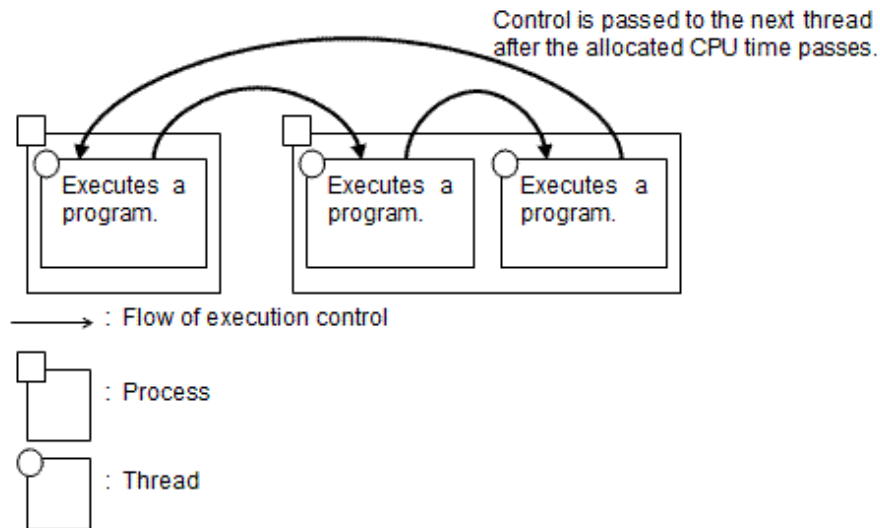 Control is passed to the next thread
after the allocated CPU time passes.
Executes a
program.
Executes a
program.
Executes a
program.
: Flow of execution control
: Process
: Thread